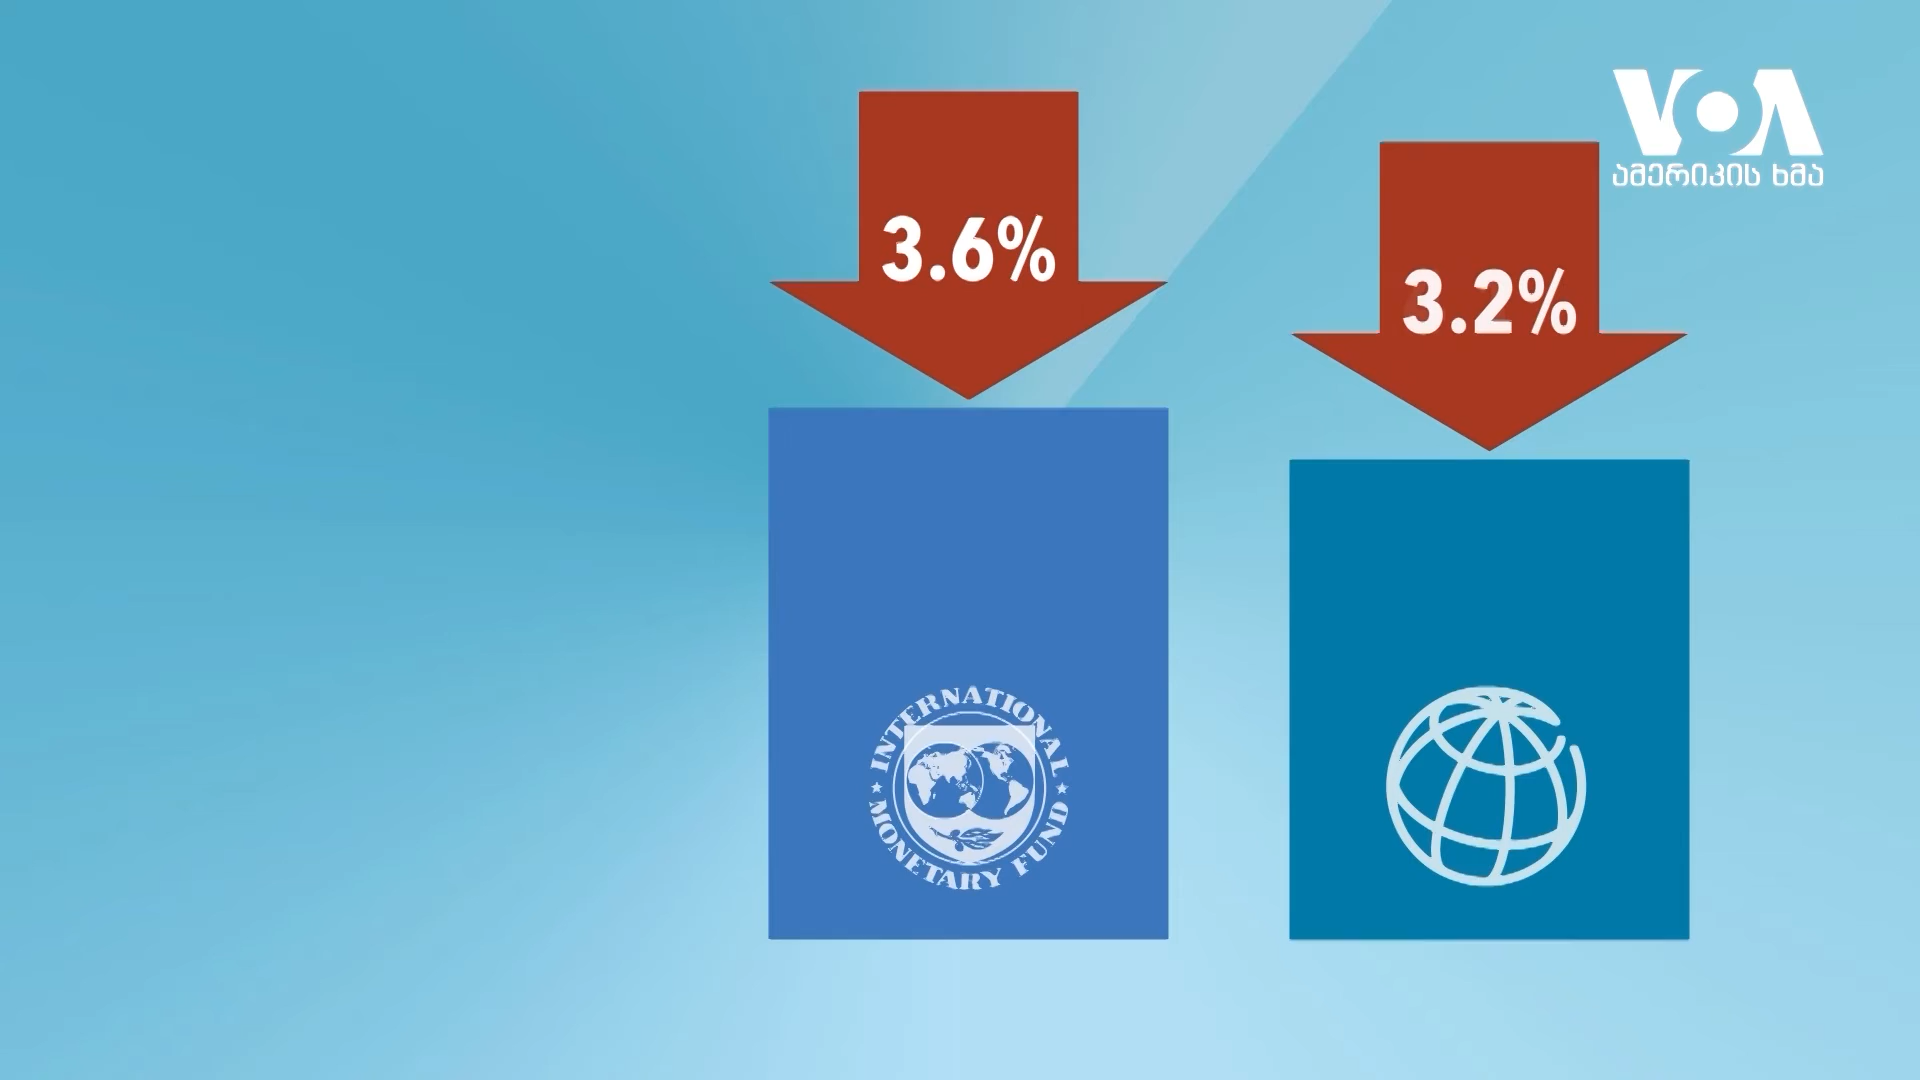 VOA
ამერიკის ხმა
3.6%
3.2%
INTERNATIONAL
MONETARY FUND